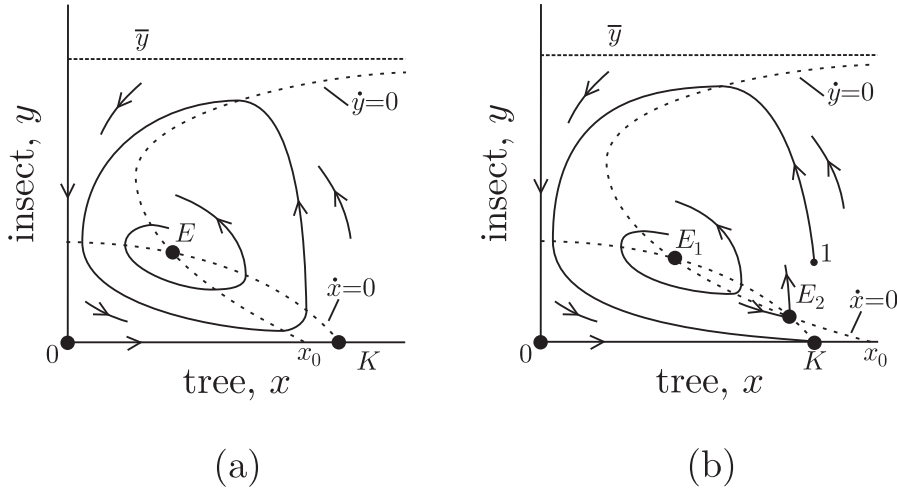 y̅
ẏ=0
insect, y
E
ẋ=0
0
x₀
K
tree, x
(a)
y̅
ẏ=0
insect, y
E₁
1
E₂
ẋ=0
0
K
x₀
tree, x
(b)